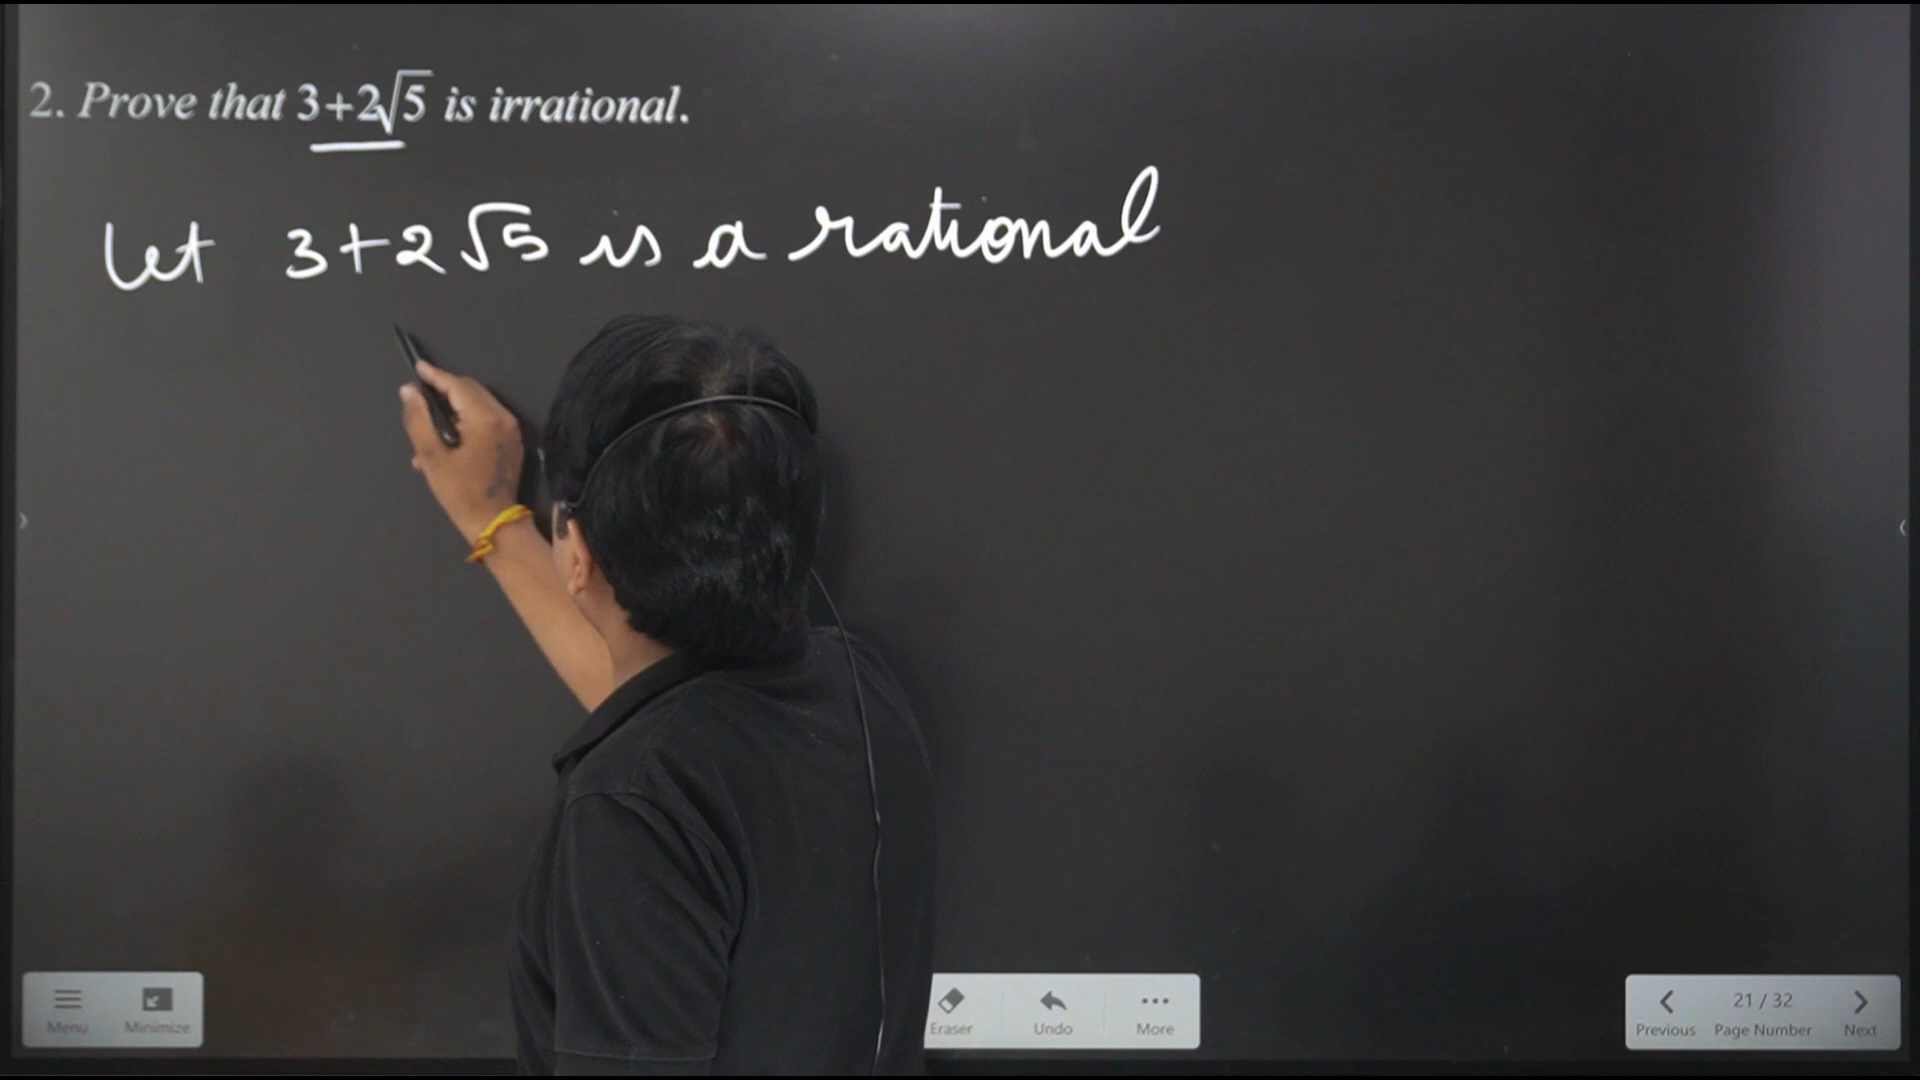 2. Prove that 3+2√5 is irrational.
Let 3+2√5 is a rational
Menu
Minimize
Eraser
Undo
More
Previous
21 / 32
Page Number
Next